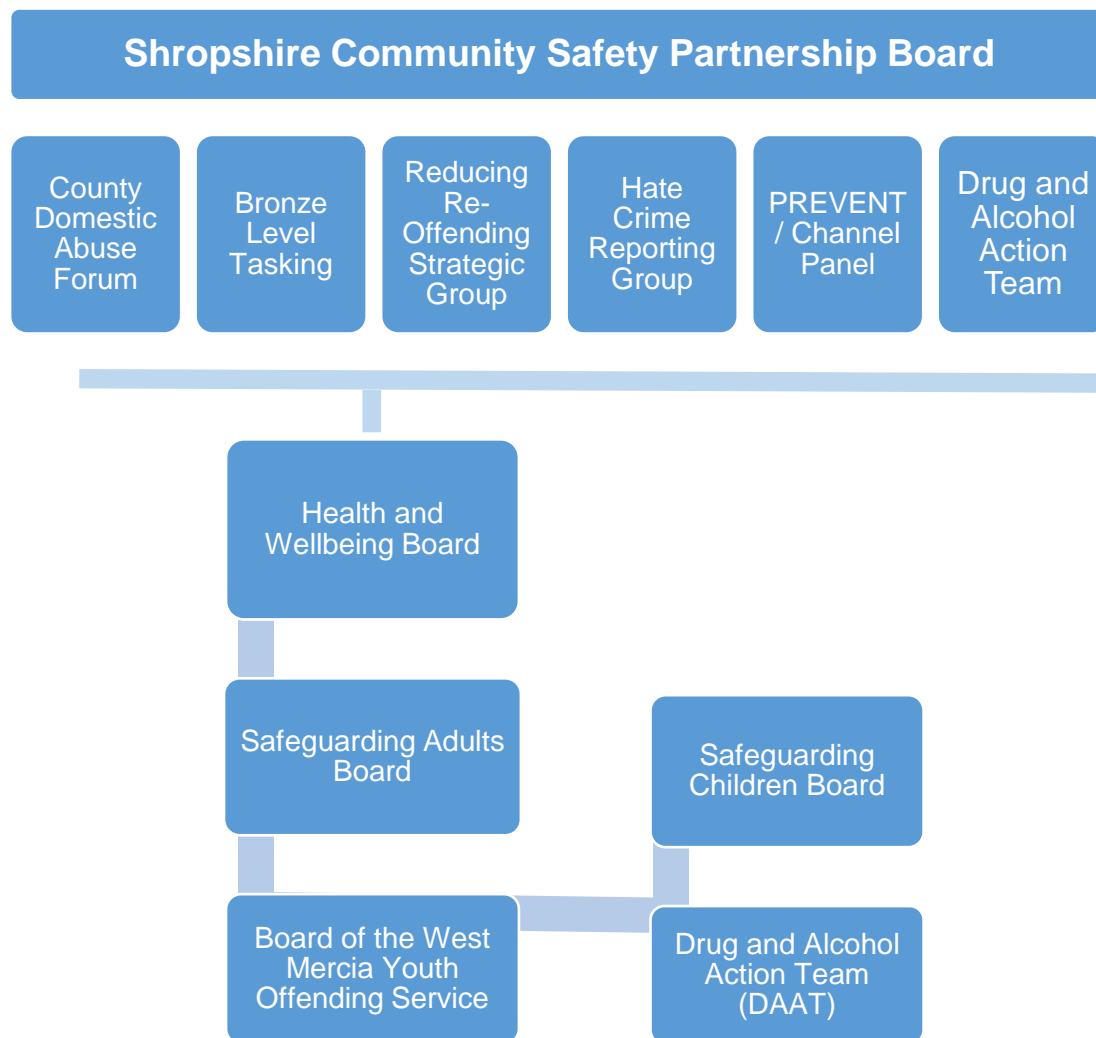 Shropshire Community Safety Partnership Board
County
Domestic
Abuse
Forum
Bronze
Level
Tasking
Reducing
Re-
Offending
Strategic
Group
Hate
Crime
Reporting
Group
PREVENT
/ Channel
Panel
Drug and
Alcohol
Action
Team
Health and
Wellbeing Board
Safeguarding Adults
Board
Safeguarding
Children Board
Board of the West
Mercia Youth
Offending Service
Drug and Alcohol
Action Team
(DAAT)